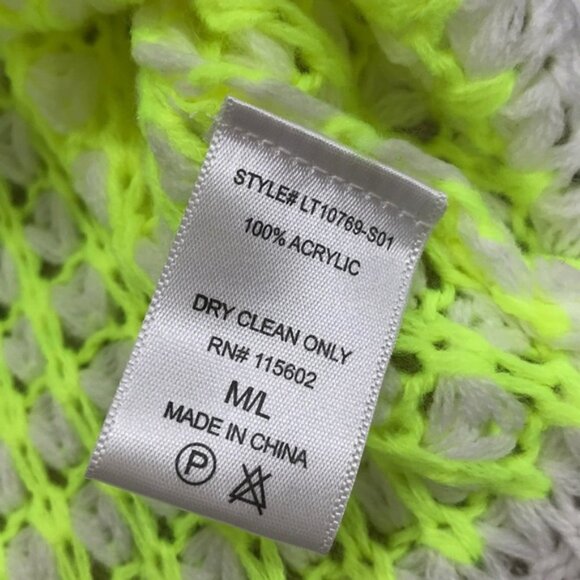 STYLE# LT10769-S01
100% ACRYLIC
DRY CLEAN ONLY
RN# 115602
M/L
MADE IN CHINA
P